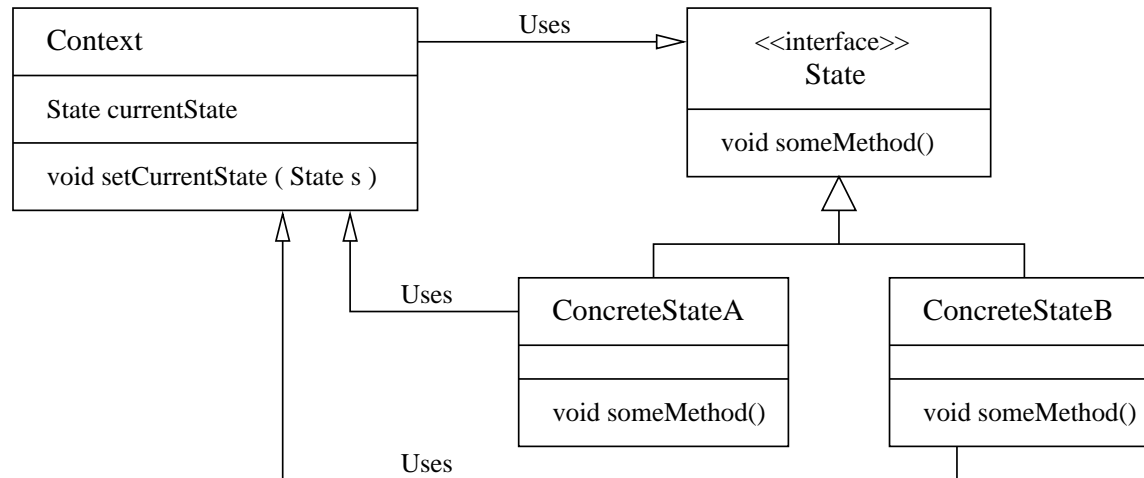 Context
State currentState
void setCurrentState ( State s )
Uses
<<interface>>
State
void someMethod()
Uses
ConcreteStateA
void someMethod()
ConcreteStateB
void someMethod()
Uses